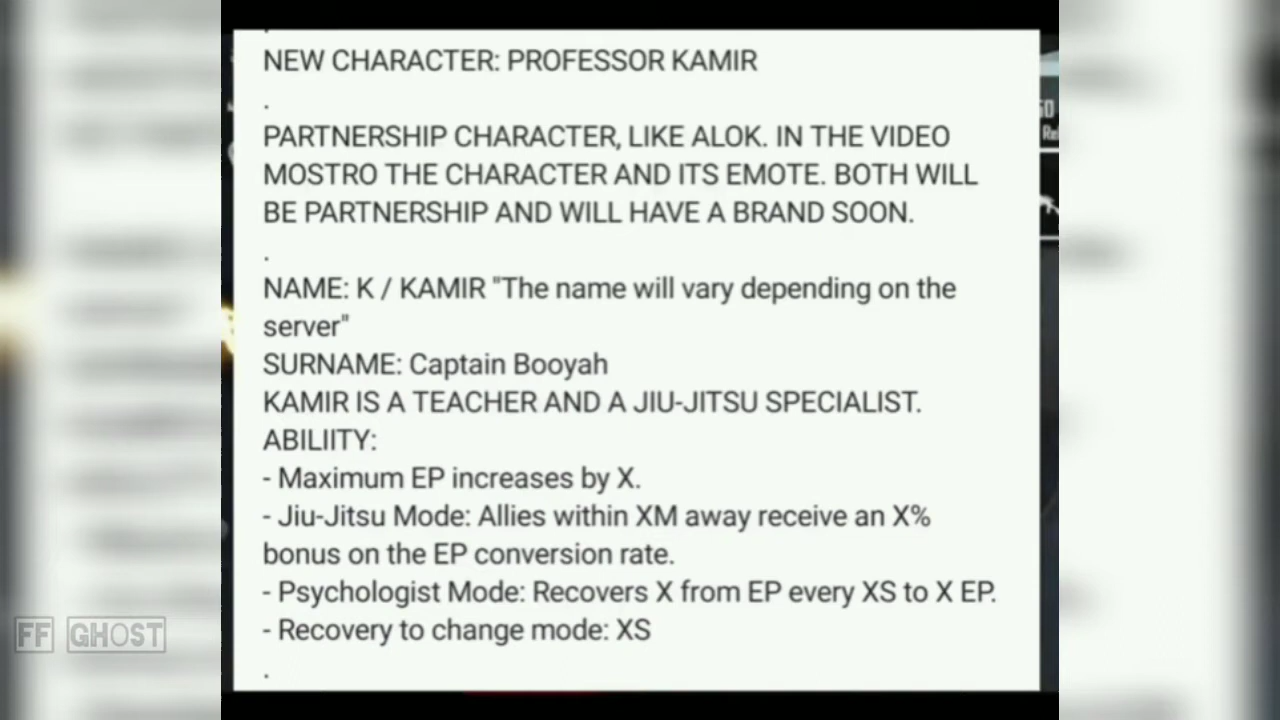 NEW CHARACTER: PROFESSOR KAMIR
.
PARTNERSHIP CHARACTER, LIKE ALOK. IN THE VIDEO
MOSTRO THE CHARACTER AND ITS EMOTE. BOTH WILL
BE PARTNERSHIP AND WILL HAVE A BRAND SOON.
.
NAME: K / KAMIR "The name will vary depending on the
server"
SURNAME: Captain Booyah
KAMIR IS A TEACHER AND A JIU-JITSU SPECIALIST.
ABILIITY:
- Maximum EP increases by X.
- Jiu-Jitsu Mode: Allies within XM away receive an X%
bonus on the EP conversion rate.
- Psychologist Mode: Recovers X from EP every XS to X EP.
- Recovery to change mode: XS
.
FF GHOST